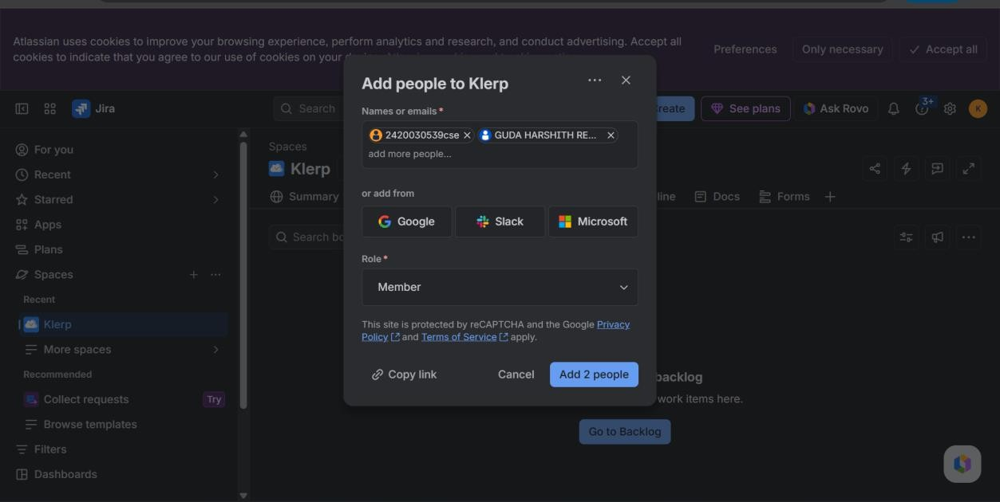 Atlassian uses cookies to improve your browsing experience, perform analytics and research, and conduct advertising. Accept all
cookies to indicate that you agree to our use of cookies on your
Preferences
Only necessary
Accept all
Jira
Search
reate
See plans
Ask Rovo
3+
K
For you
Recent
Starred
Apps
Plans
Spaces
Recent
Klerp
More spaces
Recommended
Collect requests
Try
Browse templates
Filters
Dashboards
Spaces
Klerp
Summary
line
Docs
Forms
Search bo
Add people to Klerp
Names or emails *
2420030539cse
GUDA HARSHITH RE...
add more people...
or add from
Google
Slack
Microsoft
Role *
Member
This site is protected by reCAPTCHA and the Google Privacy
Policy and Terms of Service apply.
Copy link
Cancel
Add 2 people
backlog
work items here.
Go to Backlog